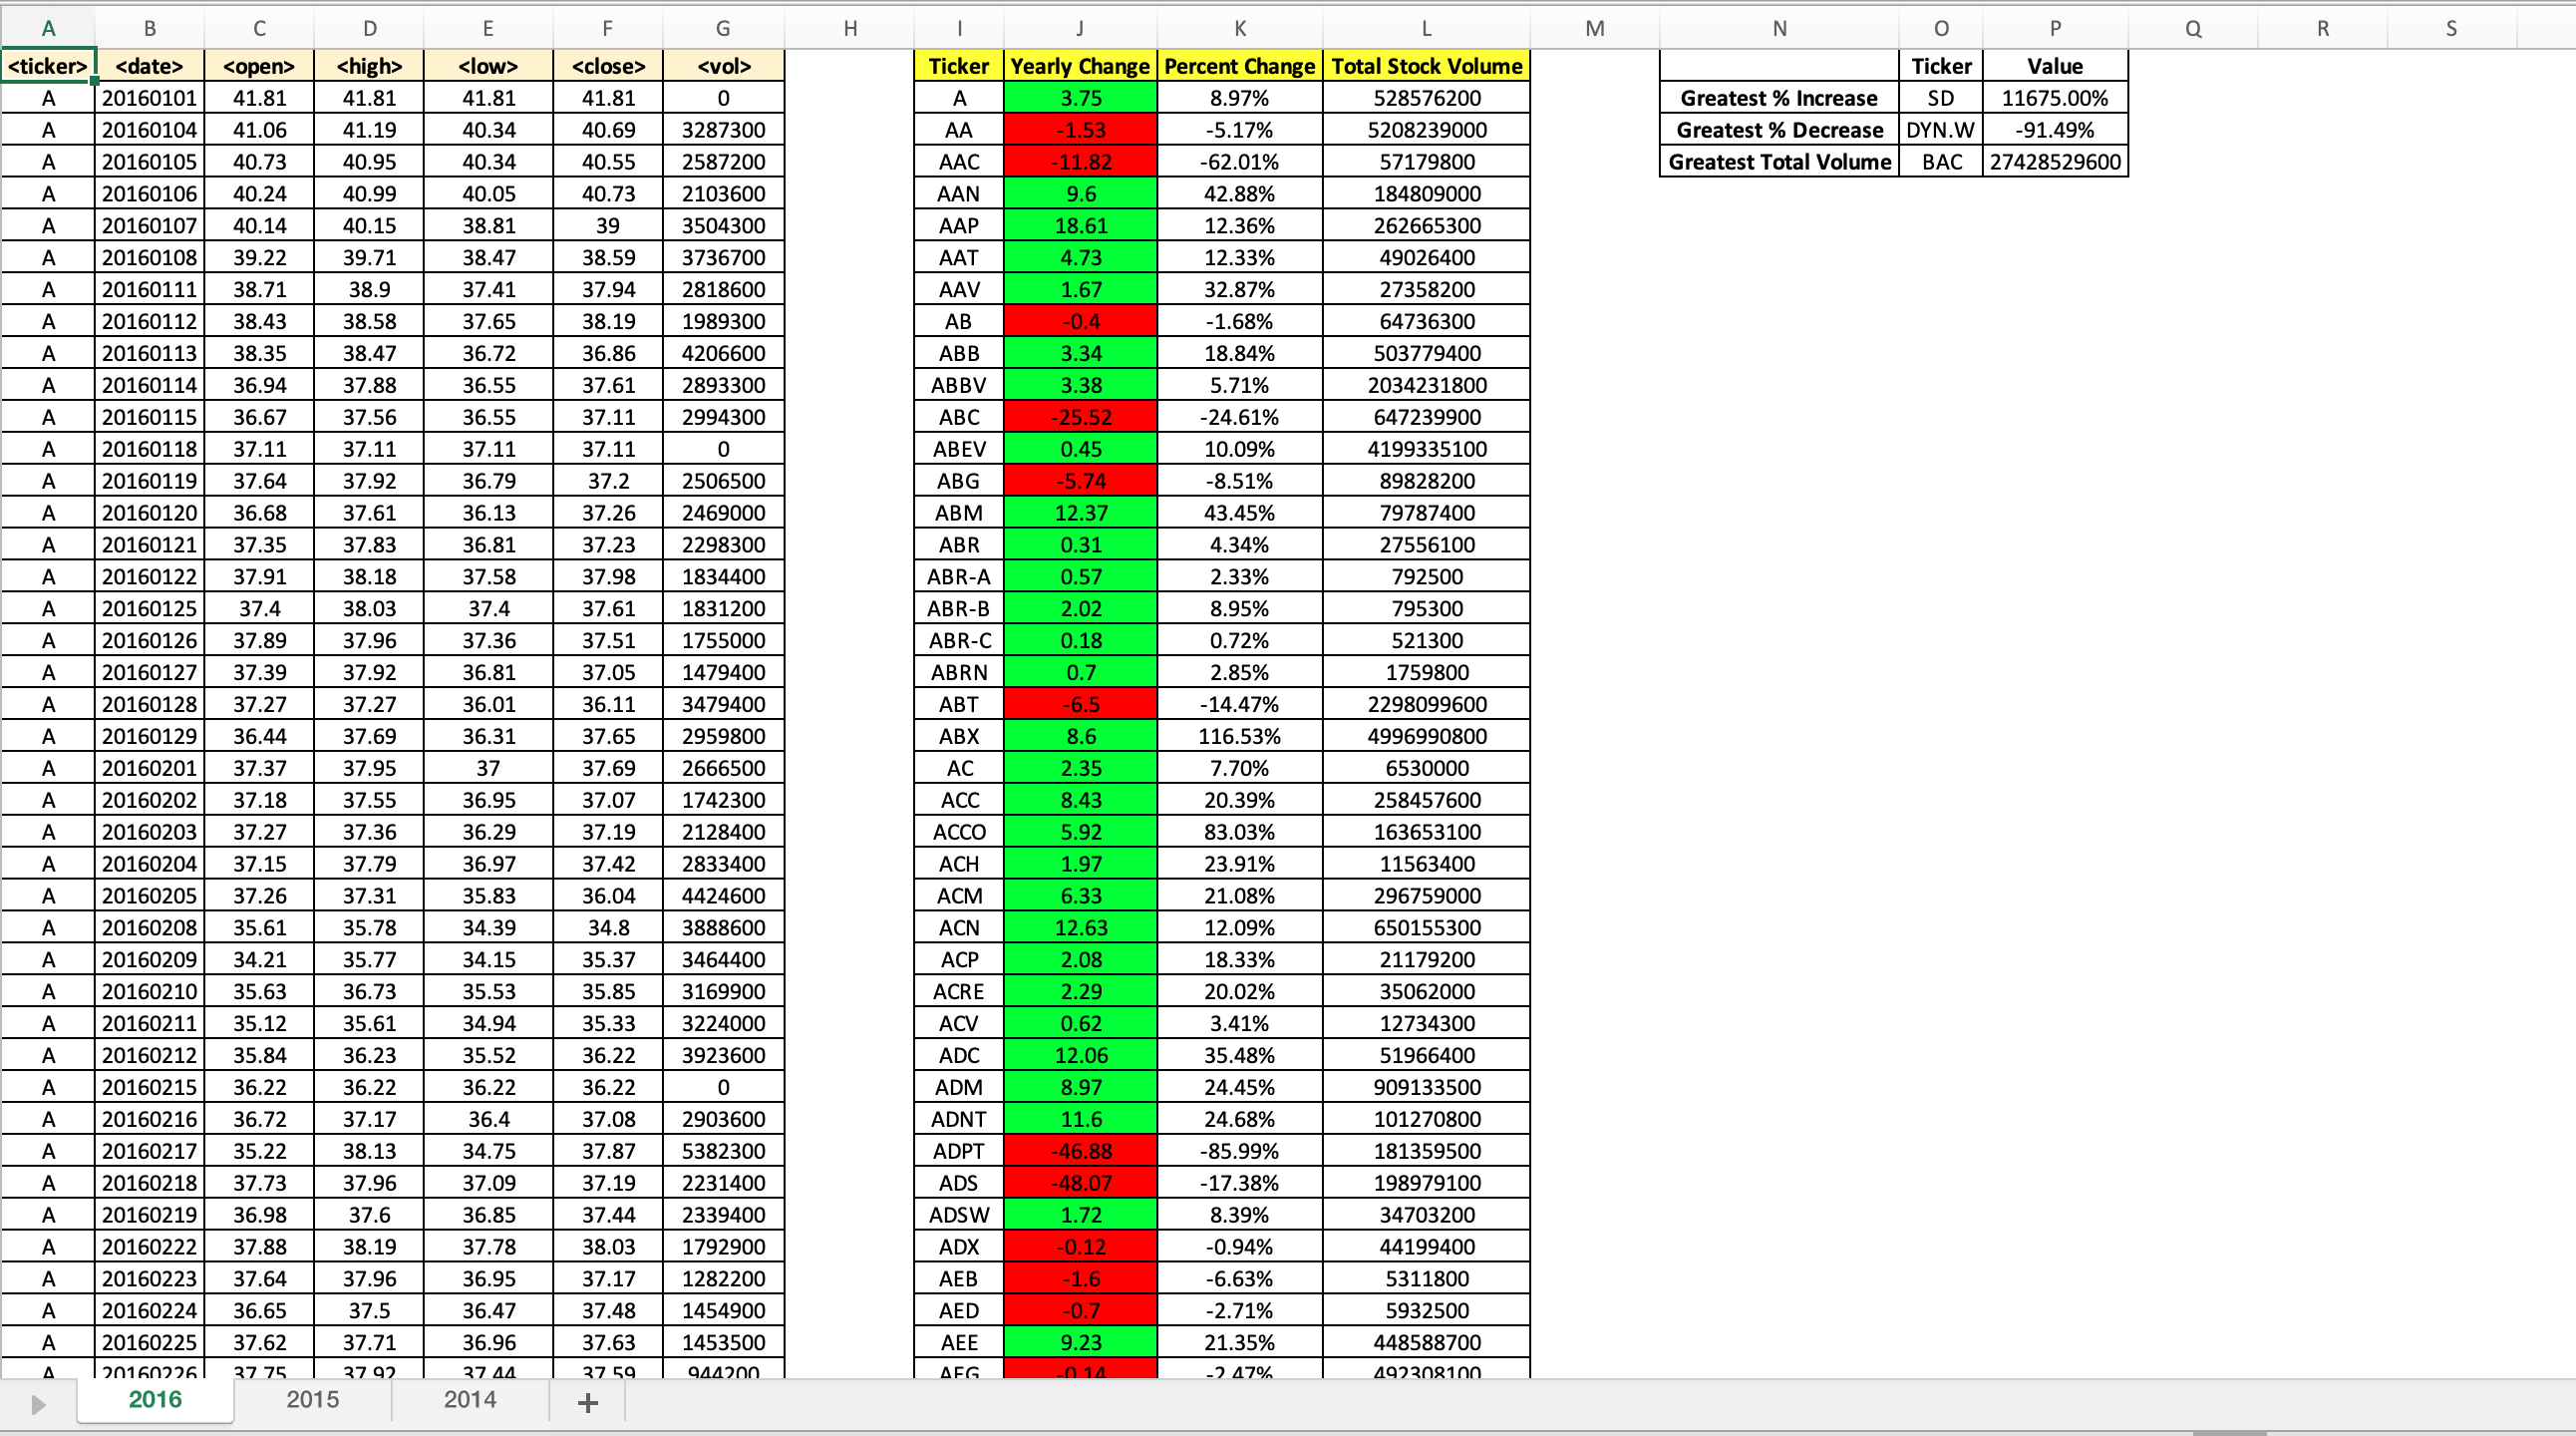 A B C D E F G H I J K L M N O P Q R S
<ticker> <date> <open> <high> <low> <close> <vol> Ticker Yearly Change Percent Change Total Stock Volume Ticker Value
A 20160101 41.81 41.81 41.81 41.81 0 A 3.75 8.97% 528576200 Greatest % Increase SD 11675.00%
A 20160104 41.06 41.19 40.34 40.69 3287300 AA -1.53 -5.17% 5208239000 Greatest % Decrease DYN.W -91.49%
A 20160105 40.73 40.95 40.34 40.55 2587200 AAC -11.82 -62.01% 57179800 Greatest Total Volume BAC 27428529600
A 20160106 40.24 40.99 40.05 40.73 2103600 AAN 9.6 42.88% 184809000
A 20160107 40.14 40.15 38.81 39 3504300 AAP 18.61 12.36% 262665300
A 20160108 39.22 39.71 38.47 38.59 3736700 AAT 4.73 12.33% 49026400
A 20160111 38.71 38.9 37.41 37.94 2818600 AAV 1.67 32.87% 27358200
A 20160112 38.43 38.58 37.65 38.19 1989300 AB -0.4 -1.68% 64736300
A 20160113 38.35 38.47 36.72 36.86 4206600 ABB 3.34 18.84% 503779400
A 20160114 36.94 37.88 36.55 37.61 2893300 ABBV 3.38 5.71% 2034231800
A 20160115 36.67 37.56 36.55 37.11 2994300 ABC -25.52 -24.61% 647239900
A 20160118 37.11 37.11 37.11 37.11 0 ABEV 0.45 10.09% 4199335100
A 20160119 37.64 37.92 36.79 37.2 2506500 ABG -5.74 -8.51% 89828200
A 20160120 36.68 37.61 36.13 37.26 2469000 ABM 12.37 43.45% 79787400
A 20160121 37.35 37.83 36.81 37.23 2298300 ABR 0.31 4.34% 27556100
A 20160122 37.91 38.18 37.58 37.98 1834400 ABR-A 0.57 2.33% 792500
A 20160125 37.4 38.03 37.4 37.61 1831200 ABR-B 2.02 8.95% 795300
A 20160126 37.89 37.96 37.36 37.51 1755000 ABR-C 0.18 0.72% 521300
A 20160127 37.39 37.92 36.81 37.05 1479400 ABRN 0.7 2.85% 1759800
A 20160128 37.27 37.27 36.01 36.11 3479400 ABT -6.5 -14.47% 2298099600
A 20160129 36.44 37.69 36.31 37.65 2959800 ABX 8.6 116.53% 4996990800
A 20160201 37.37 37.95 37 37.69 2666500 AC 2.35 7.70% 6530000
A 20160202 37.18 37.55 36.95 37.07 1742300 ACC 8.43 20.39% 258457600
A 20160203 37.27 37.36 36.29 37.19 2128400 ACCO 5.92 83.03% 163653100
A 20160204 37.15 37.79 36.97 37.42 2833400 ACH 1.97 23.91% 11563400
A 20160205 37.26 37.31 35.83 36.04 4424600 ACM 6.33 21.08% 296759000
A 20160208 35.61 35.78 34.39 34.8 3888600 ACN 12.63 12.09% 650155300
A 20160209 34.21 35.77 34.15 35.37 3464400 ACP 2.08 18.33% 21179200
A 20160210 35.63 36.73 35.53 35.85 3169900 ACRE 2.29 20.02% 35062000
A 20160211 35.12 35.61 34.94 35.33 3224000 ACV 0.62 3.41% 12734300
A 20160212 35.84 36.23 35.52 36.22 3923600 ADC 12.06 35.48% 51966400
A 20160215 36.22 36.22 36.22 36.22 0 ADM 8.97 24.45% 909133500
A 20160216 36.72 37.17 36.4 37.08 2903600 ADNT 11.6 24.68% 101270800
A 20160217 35.22 38.13 34.75 37.87 5382300 ADPT -46.88 -85.99% 181359500
A 20160218 37.73 37.96 37.09 37.19 2231400 ADS -48.07 -17.38% 198979100
A 20160219 36.98 37.6 36.85 37.44 2339400 ADSW 1.72 8.39% 34703200
A 20160222 37.88 38.19 37.78 38.03 1792900 ADX -0.12 -0.94% 44199400
A 20160223 37.64 37.96 36.95 37.17 1282200 AEB -1.6 -6.63% 5311800
A 20160224 36.65 37.5 36.47 37.48 1454900 AED -0.7 -2.71% 5932500
A 20160225 37.62 37.71 36.96 37.63 1453500 AEE 9.23 21.35% 448588700
A 20160226 37.75 37.92 37.44 37.59 944200 AEG -0.14 -2.47% 492308100
2016 2015 2014 +